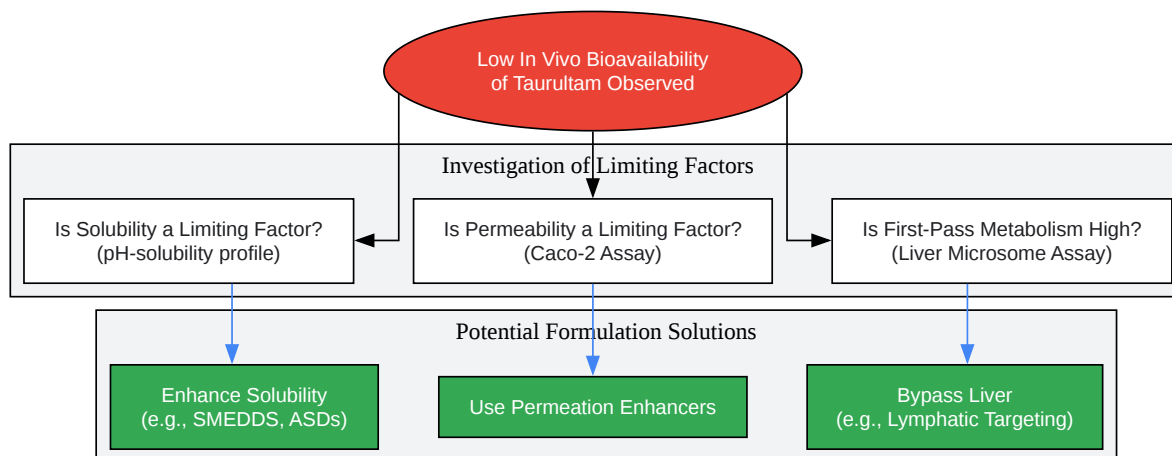 Low In Vivo Bioavailability
of Taurultam Observed
Investigation of Limiting Factors
Is Solubility a Limiting Factor?
(pH-solubility profile)
Is Permeability a Limiting Factor?
(Caco-2 Assay)
Is First-Pass Metabolism High?
(Liver Microsome Assay)
Potential Formulation Solutions
Enhance Solubility
(e.g., SMEDDS, ASDs)
Use Permeation Enhancers
Bypass Liver
(e.g., Lymphatic Targeting)